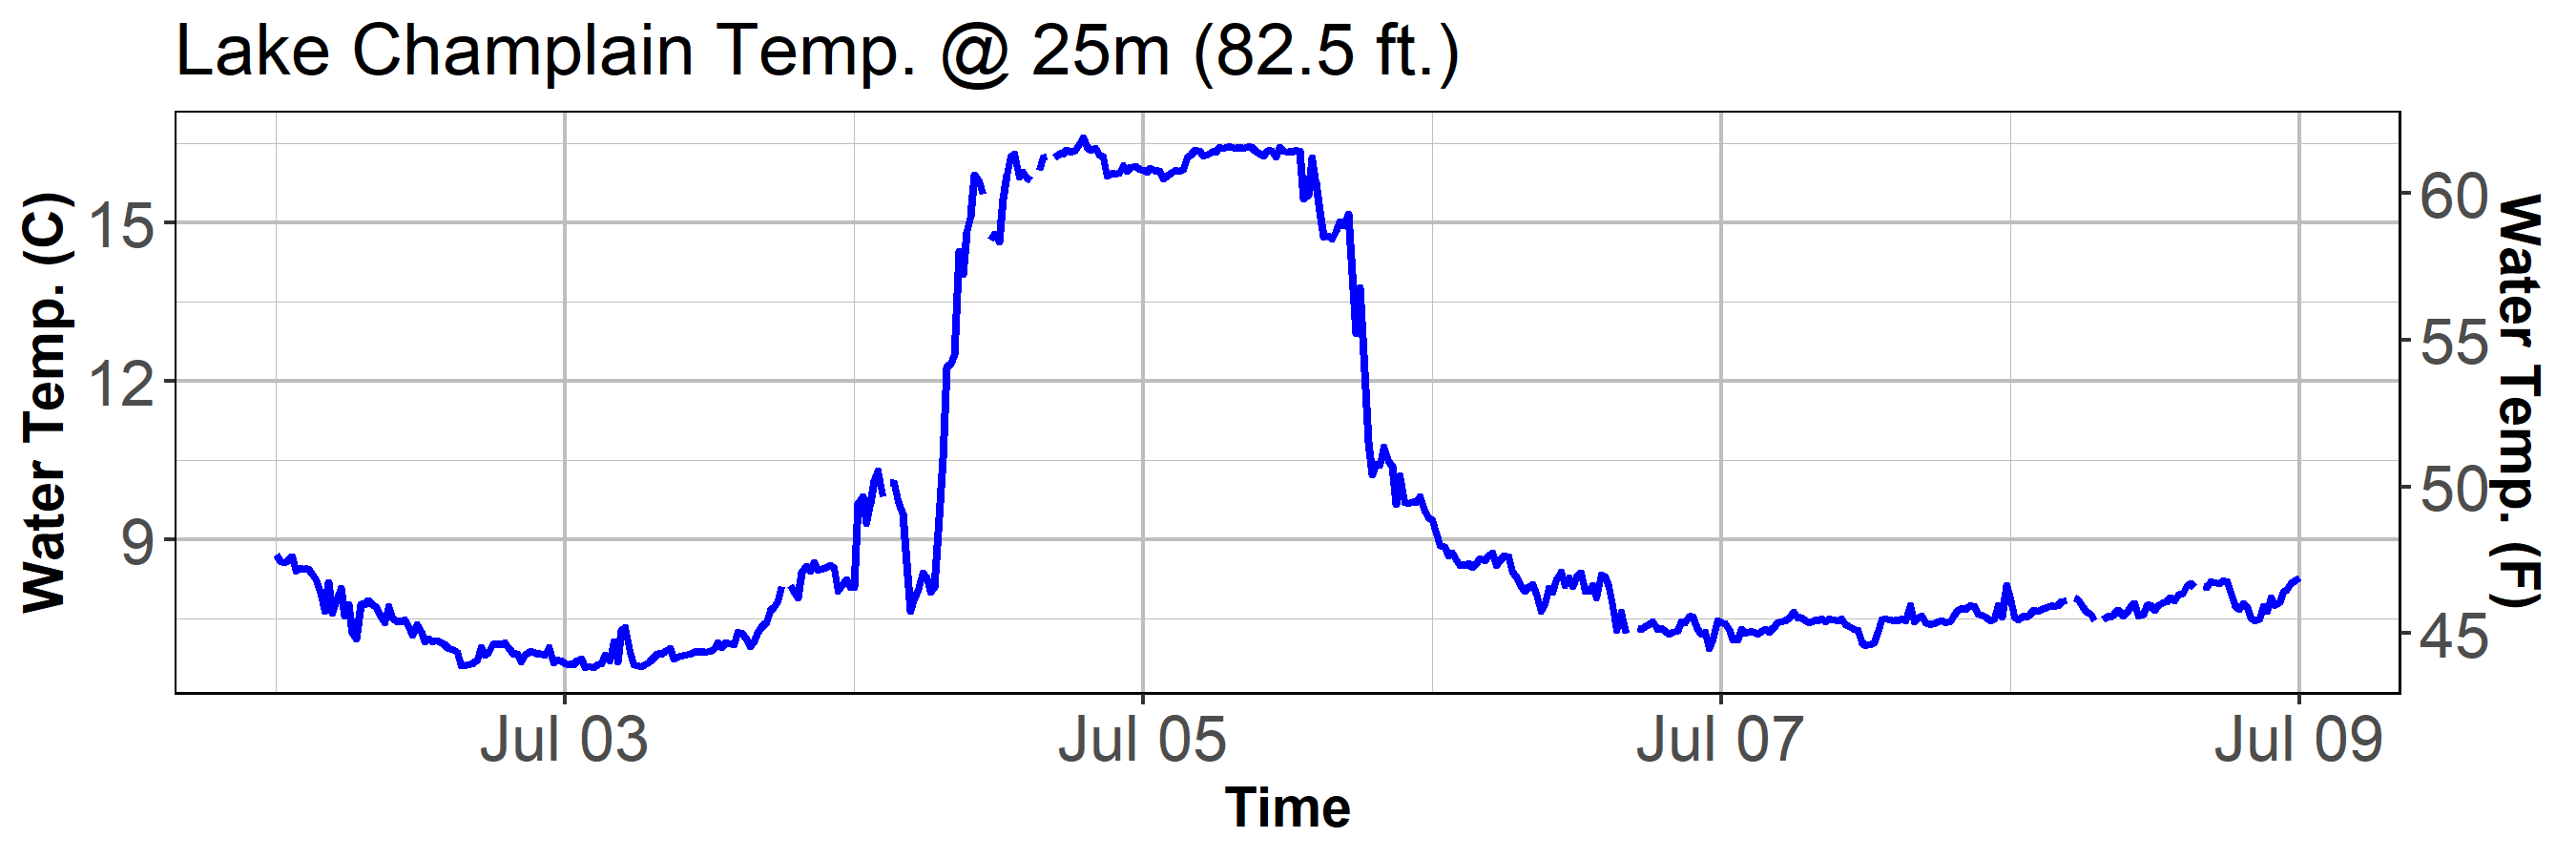 Lake Champlain Temp. @ 25m (82.5 ft.)
Water Temp. (C)
15
12
9
60
55
50
45
Water Temp. (F)
Jul 03
Jul 05
Jul 07
Jul 09
Time